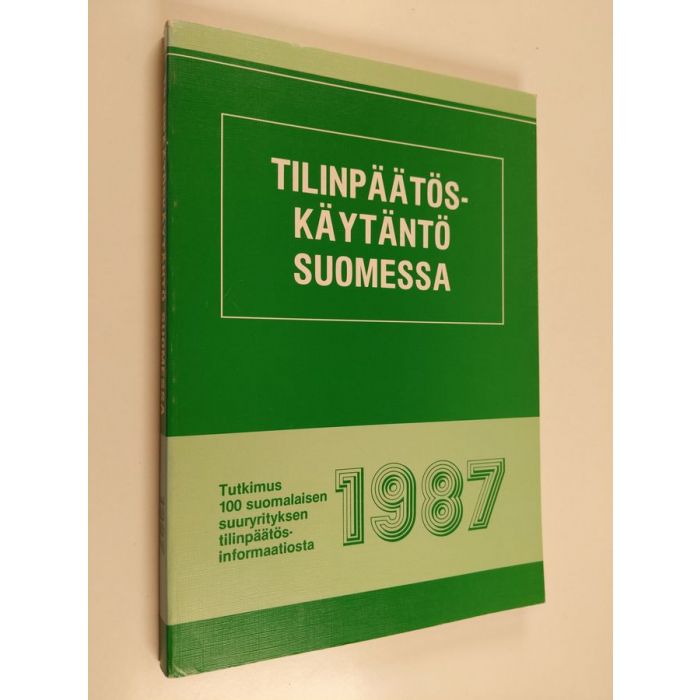 TILINPÄÄTÖS-
KÄYTÄNTÖ
SUOMESSA
Tutkimus
100 suomalaisen
suuryrityksen
tilinpäätös-
informaatiosta
1987